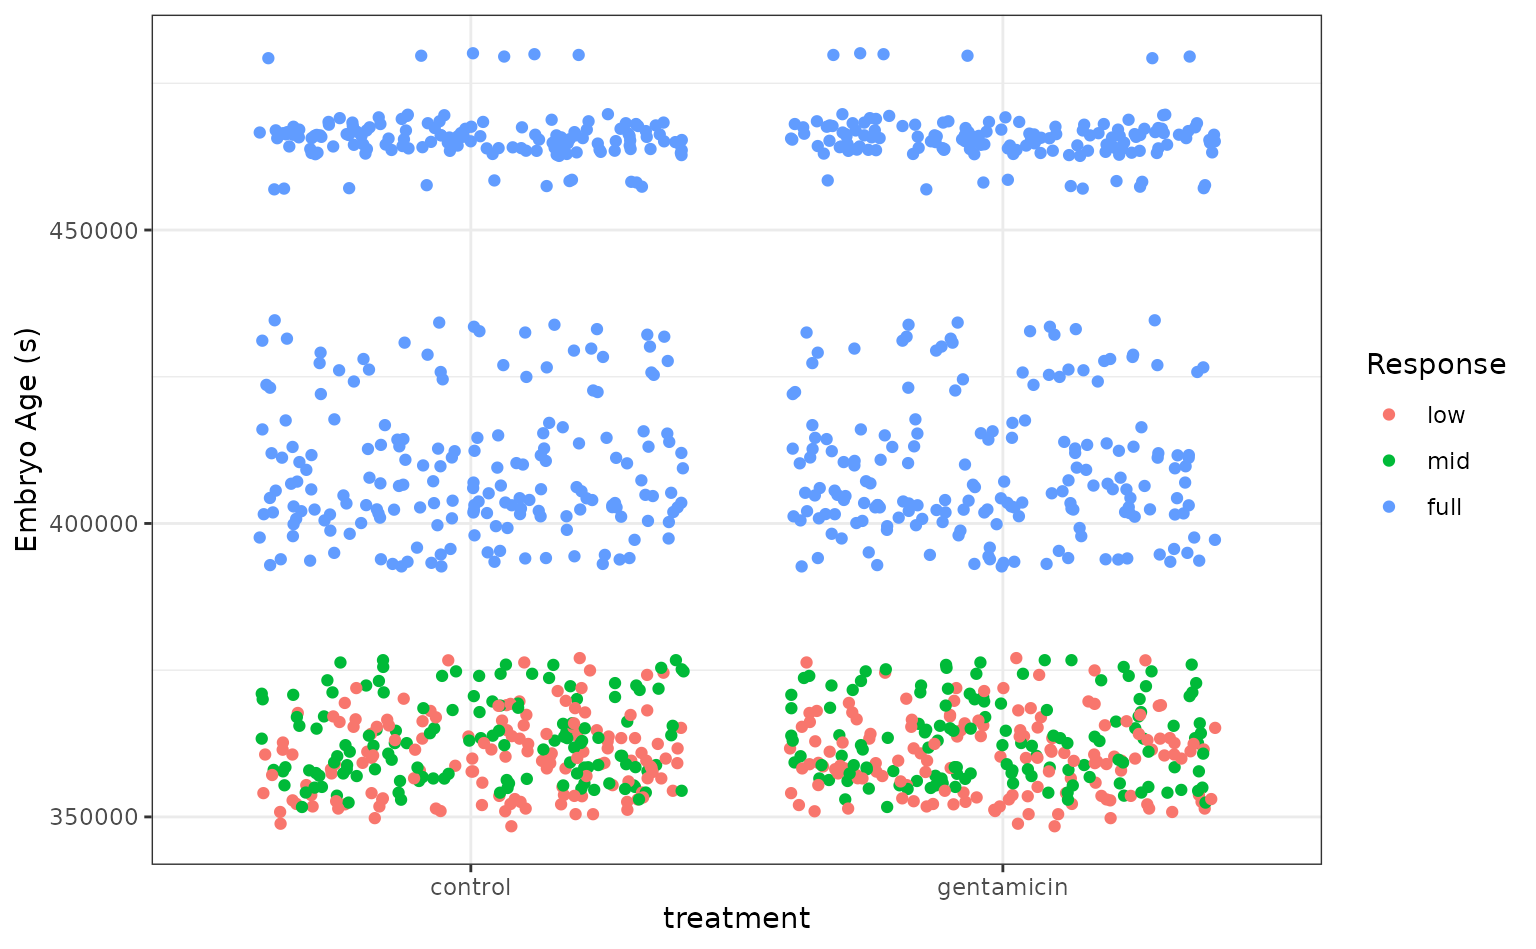 Embryo Age (s)
450000
400000
350000
control
gentamicin
treatment
Response
low
mid
full